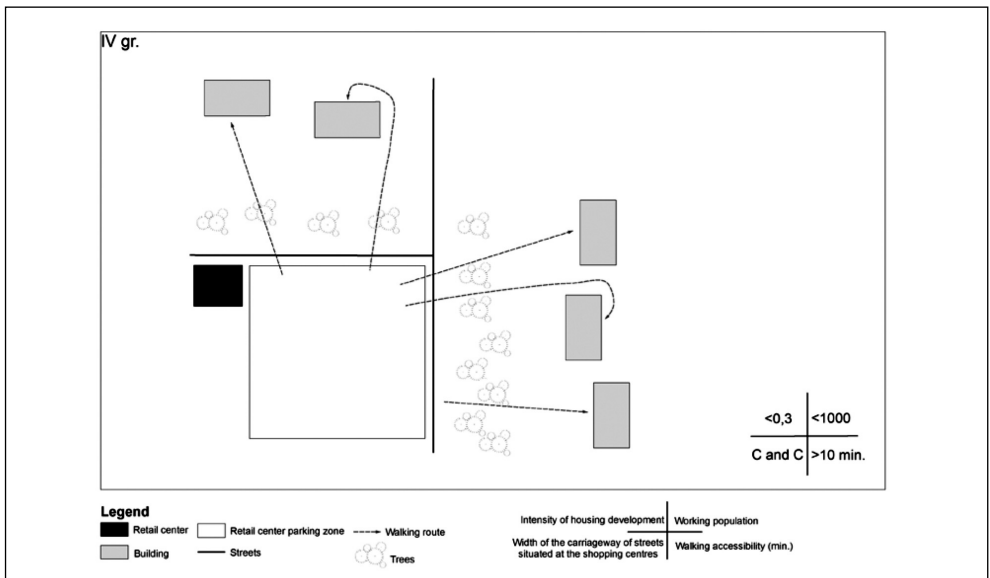 IV gr.
<0,3 <1000
C and C >10 min.
Legend
Retail center Retail center parking zone Walking route
Building Streets Trees
Intensity of housing development Working population
Width of the carriageway of streets
situated at the shopping centres Walking accessibility (min.)